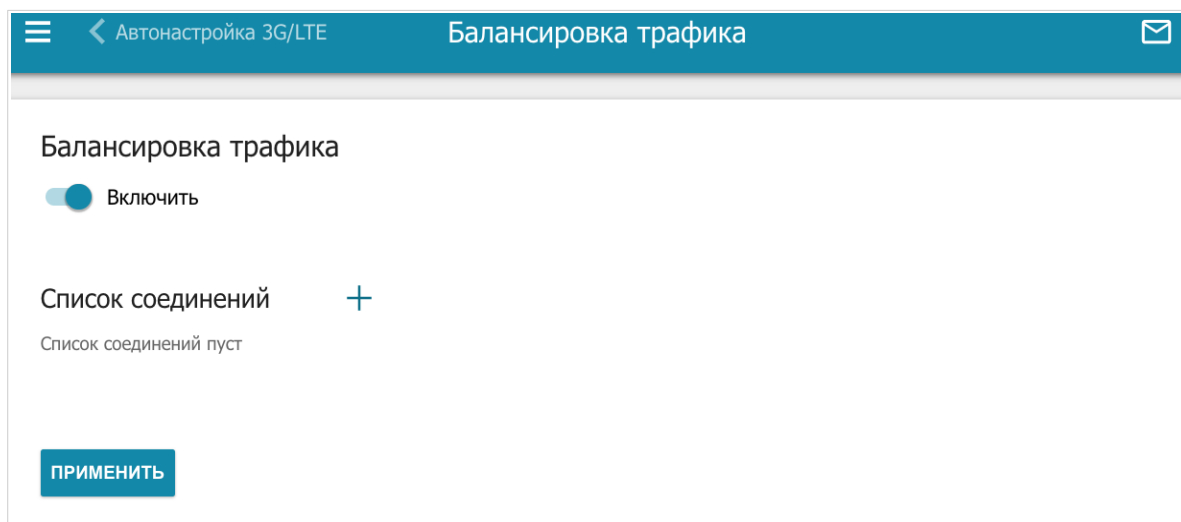 Автонастройка 3G/LTE
Балансировка трафика
Балансировка трафика
Включить
Список соединений
Список соединений пуст
ПРИМЕНИТЬ